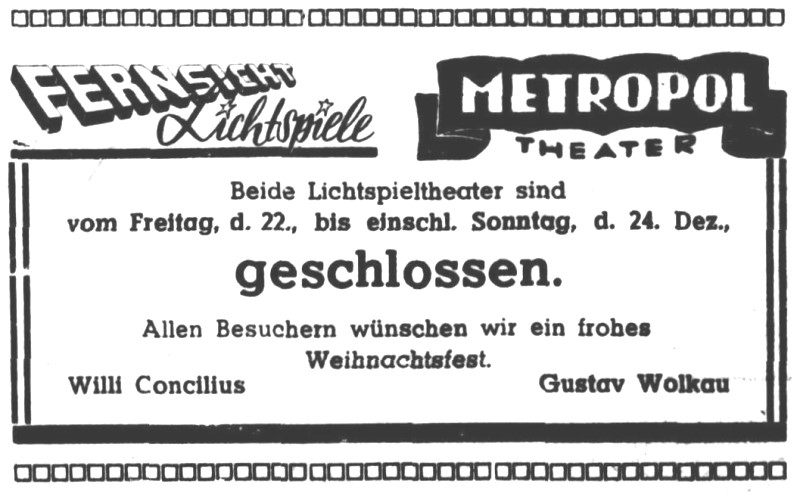 FERNSICHT
Lichtspiele
METROPOL
THEATER
Beide Lichtspieltheater sind
vom Freitag, d. 22., bis einschl. Sonntag, d. 24. Dez.,
geschlossen.
Allen Besuchern wünschen wir ein frohes
Weihnachtsfest.
Willi Concilius
Gustav Wolkau